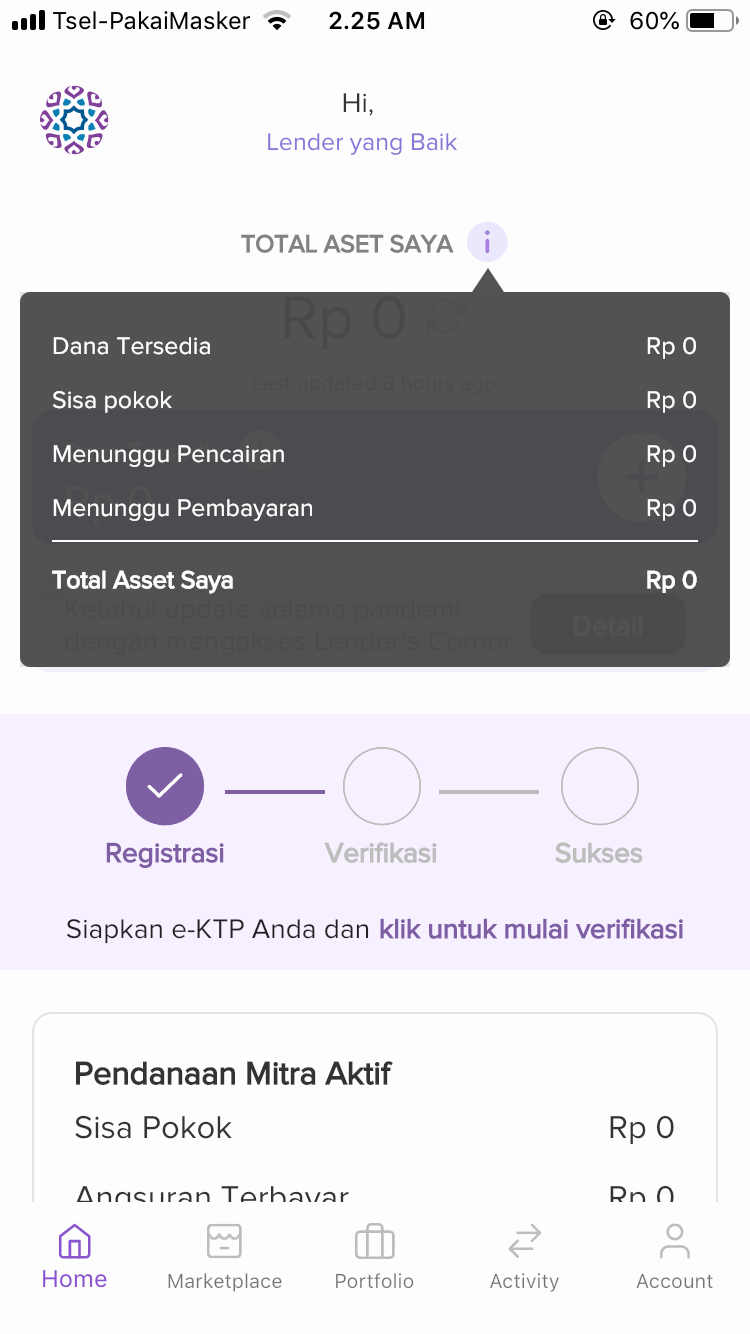 Tsel-PakaiMasker 2.25 AM 60%
Hi,
Lender yang Baik
TOTAL ASET SAYA i
Rp 0
Last updated 8 hours ago
Dana Tersedia Rp 0
Sisa pokok Rp 0
Menunggu Pencairan Rp 0
Rp 0
Menunggu Pembayaran Rp 0
Total Asset Saya Rp 0
Ketahui update selama pandemi
dengan mengakses Lender's Corner Detail
Registrasi Verifikasi Sukses
Siapkan e-KTP Anda dan klik untuk mulai verifikasi
Pendanaan Mitra Aktif
Sisa Pokok Rp 0
Angsuran Terbayar Rp 0
Home Marketplace Portfolio Activity Account